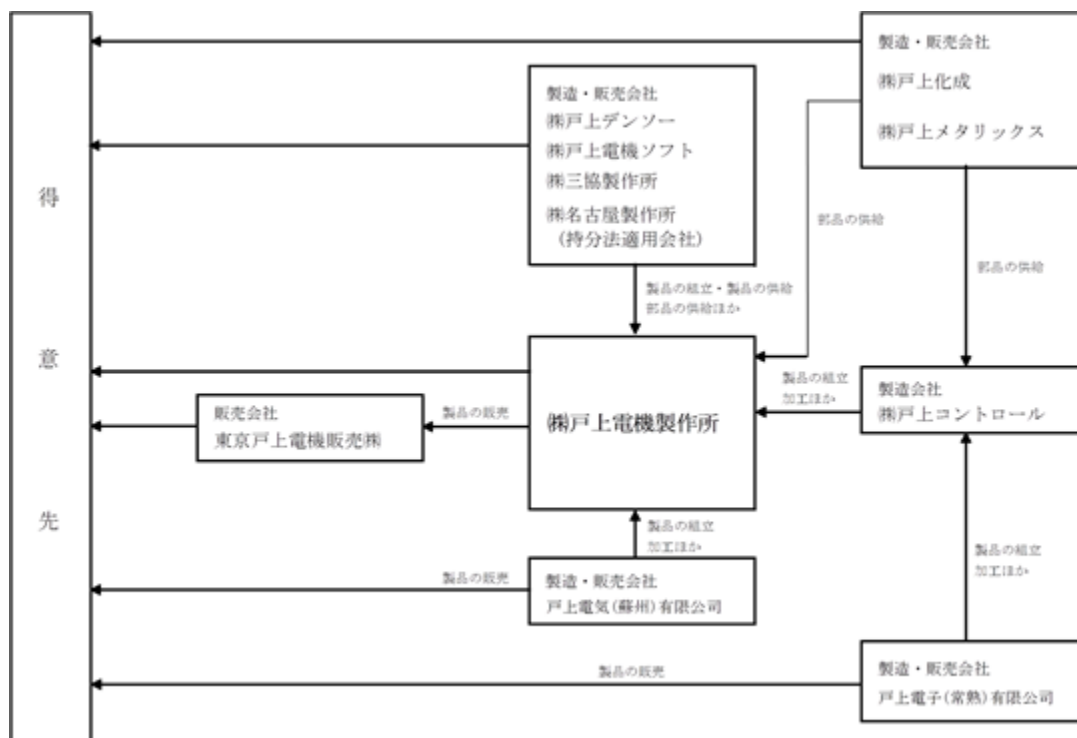 製造・販売会社
㈱戸上化成
㈱戸上メタリックス
製造・販売会社
㈱戸上デンソー
㈱戸上電機ソフト
㈱三協製作所
㈱名古屋製作所
(持分法適用会社)
得意先
部品の供給
部品の供給
製品の組立・製品の供給
部品の供給ほか
㈱戸上電機製作所
製品の組立
加工ほか
製造会社
㈱戸上コントロール
販売会社
東京戸上電機販売㈱
製品の販売
製品の組立
加工ほか
製品の組立
加工ほか
製品の販売
製造・販売会社
戸上電気(蘇州)有限公司
製品の販売
製造・販売会社
戸上電子(常熟)有限公司